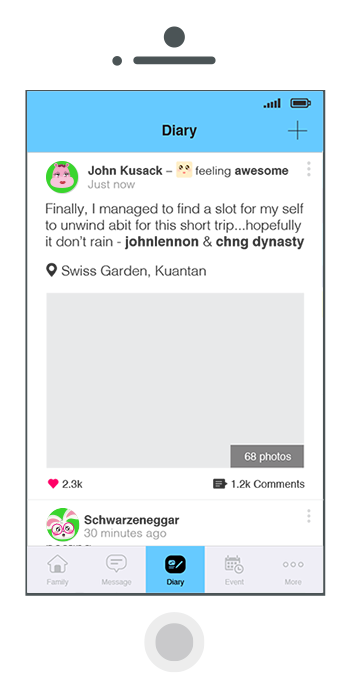 Diary
John Kusack – feeling awesome
Just now
Finally, I managed to find a slot for my self
to unwind abit for this short trip...hopefully
it don't rain - johnlennon & chng dynasty
Swiss Garden, Kuantan
68 photos
2.3k
1.2k Comments
Schwarzeneggar
30 minutes ago
Family
Message
Diary
Event
More